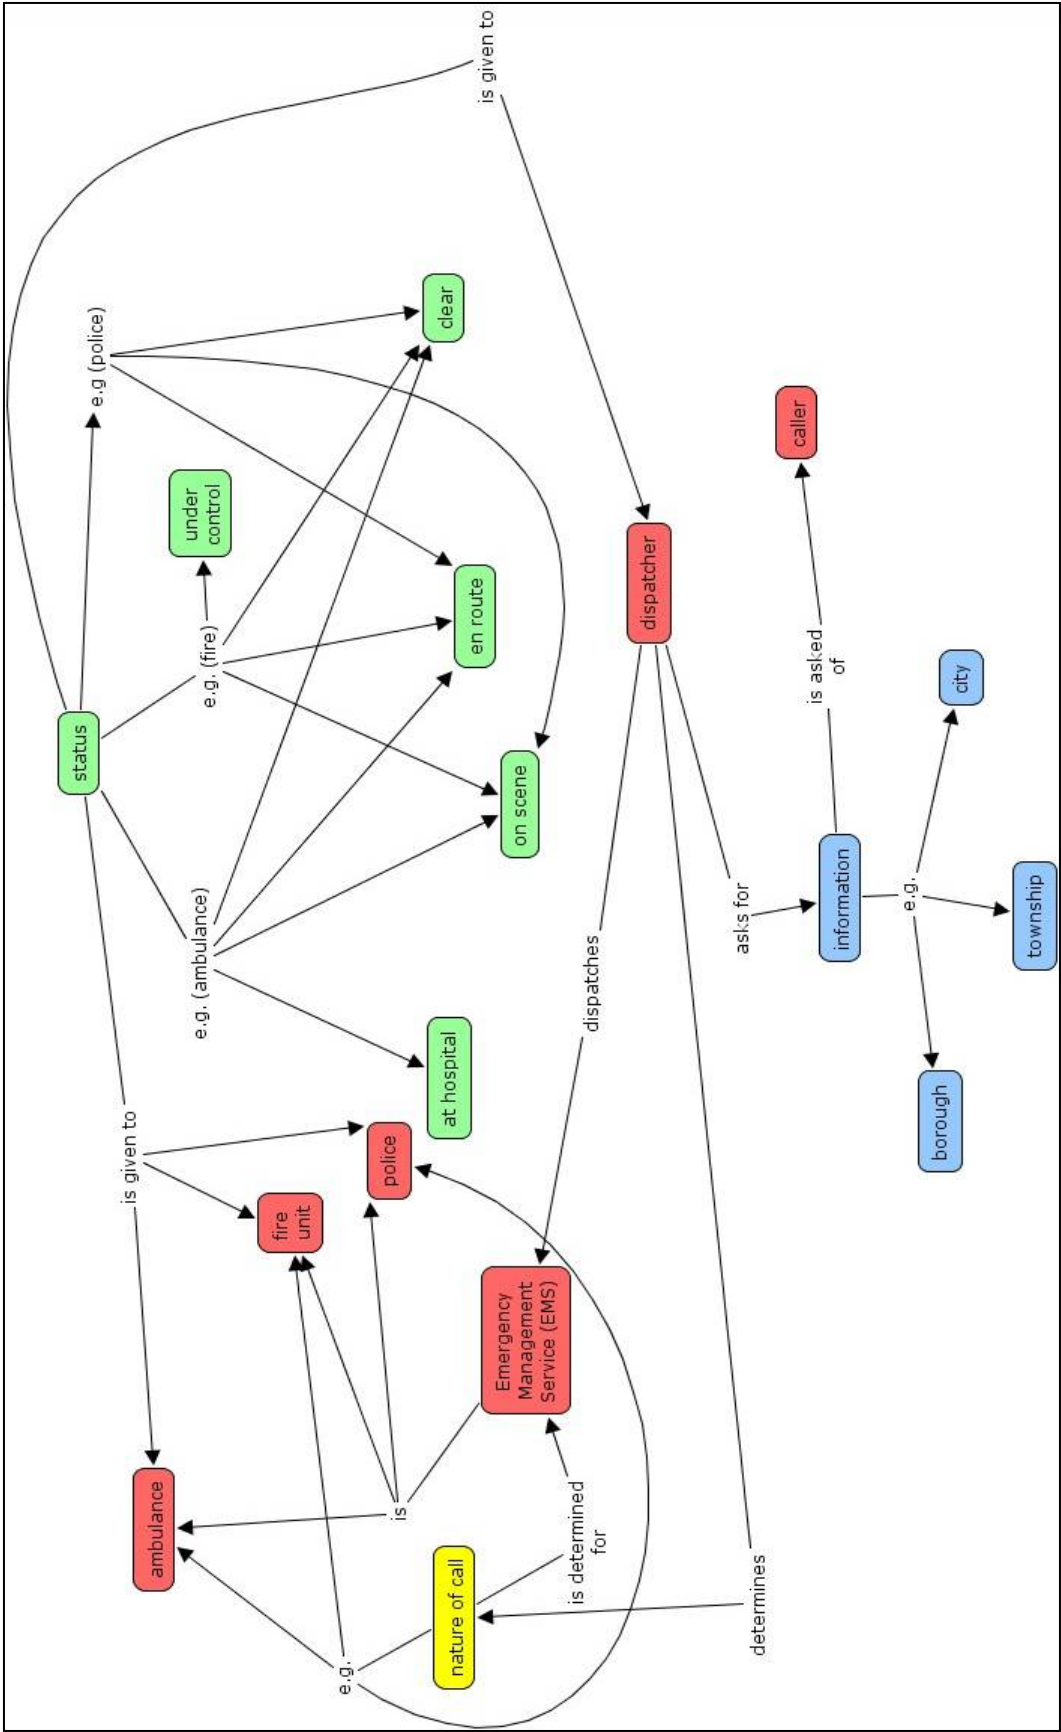 ambulance
is given to
status
e.g (police)
e.g. (ambulance)
e.g. (fire)
under
control
fire
unit
e.g.
is
police
nature of call
at hospital
clear
en route
is given to
Emergency
Management
Service (EMS)
on scene
is determined
for
dispatches
dispatcher
determines
asks for
caller
is asked
of
information
e.g.
borough
city
township